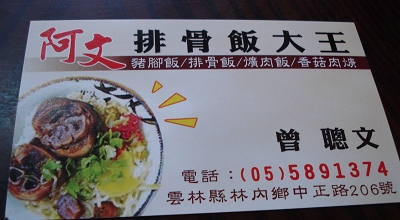 阿文 排骨飯大王
豬腳飯/排骨飯/爌肉飯/香菇肉焿
曾 聰 文
電話：(05)5891374
雲林縣林內鄉中正路206號